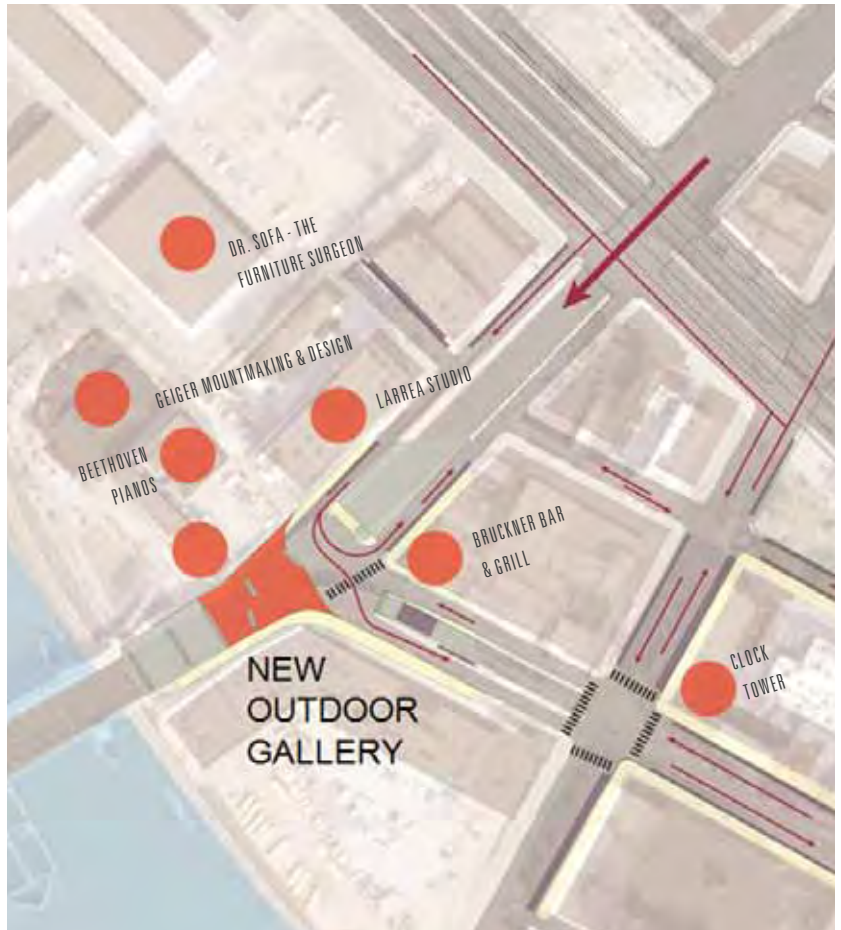 DR. SOFA - THE
FURNITURE SURGEON
GEIGER MOUNTMAKING & DESIGN
LARREA STUDIO
BEETHOVEN
PIANOS
BRUCKNER BAR
& GRILL
CLOCK
TOWER
NEW
OUTDOOR
GALLERY